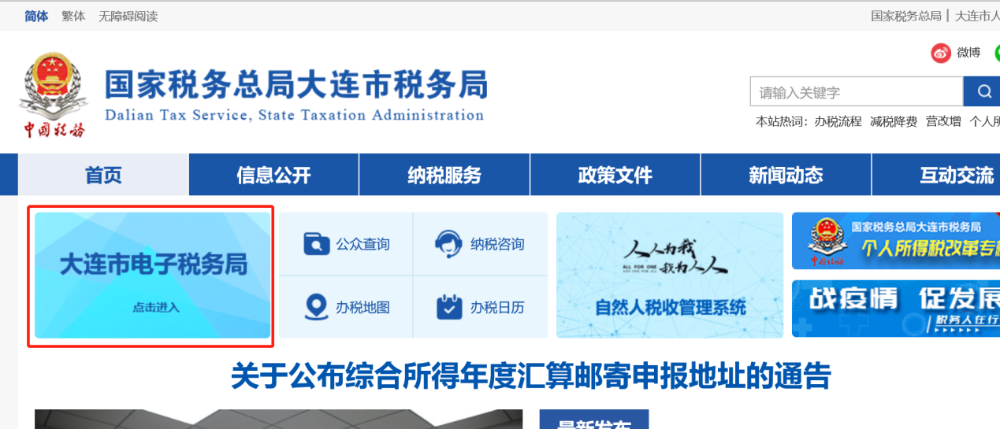 简体 繁体 无障碍阅读
国家税务总局 | 大连市人
微博
国家税务总局大连市税务局
Dalian Tax Service, State Taxation Administration
中国税务
请输入关键字
本站热词：办税流程 减税降费 营改增 个人所
首页 信息公开 纳税服务 政策文件 新闻动态 互动交流
大连市电子税务局
点击进入
公众查询 纳税咨询
办税地图 办税日历
人人为我
ALL FOR ONE
我为人人
自然人税收管理系统
国家税务总局大连市税务局
个人所得税改革专
战疫情 促发展
税务人在行
关于公布综合所得年度汇算邮寄申报地址的通告
最新发布